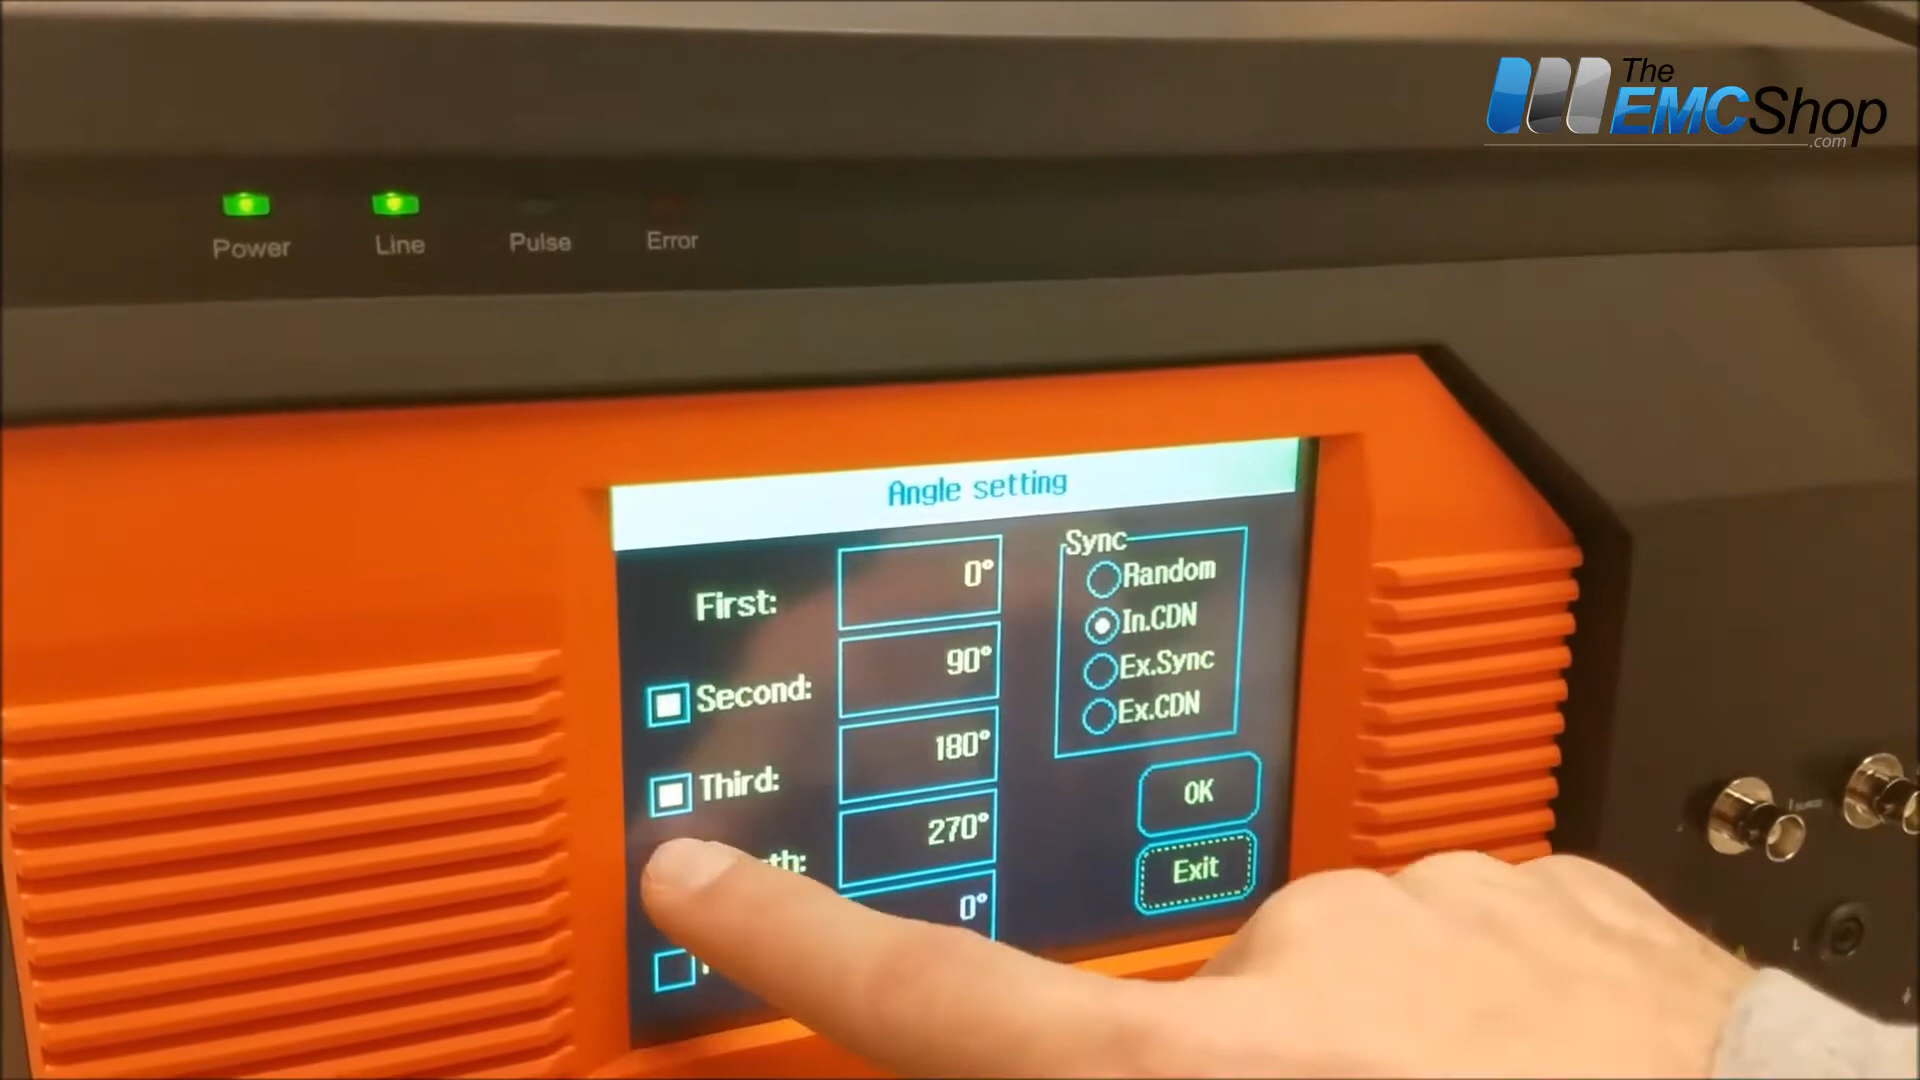 The
EMCShop
.com
Power
Line
Pulse
Error
Angle setting
First:
0°
Second:
90°
Third:
180°
th:
270°
0°
Sync
Random
In.CDN
Ex.Sync
Ex.CDN
OK
Exit
L